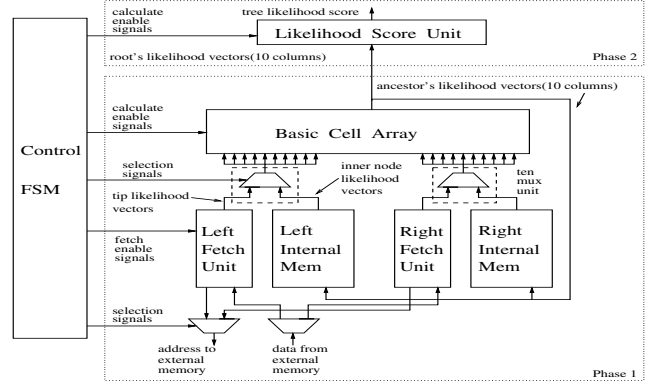 calculate
enable
signals
tree likelihood score
Likelihood Score Unit
root's likelihood vectors(10 columns)
Phase 2
ancestor's likelihood vectors(10 columns)
calculate
enable
signals
Basic Cell Array
Control
FSM
selection
signals
inner node
likelihood
vectors
ten
mux
unit
tip likelihood
vectors
Left
Fetch
Unit
Left
Internal
Mem
Right
Fetch
Unit
Right
Internal
Mem
fetch
enable
signals
selection
signals
address to
external
memory
data from
external
memory
Phase 1